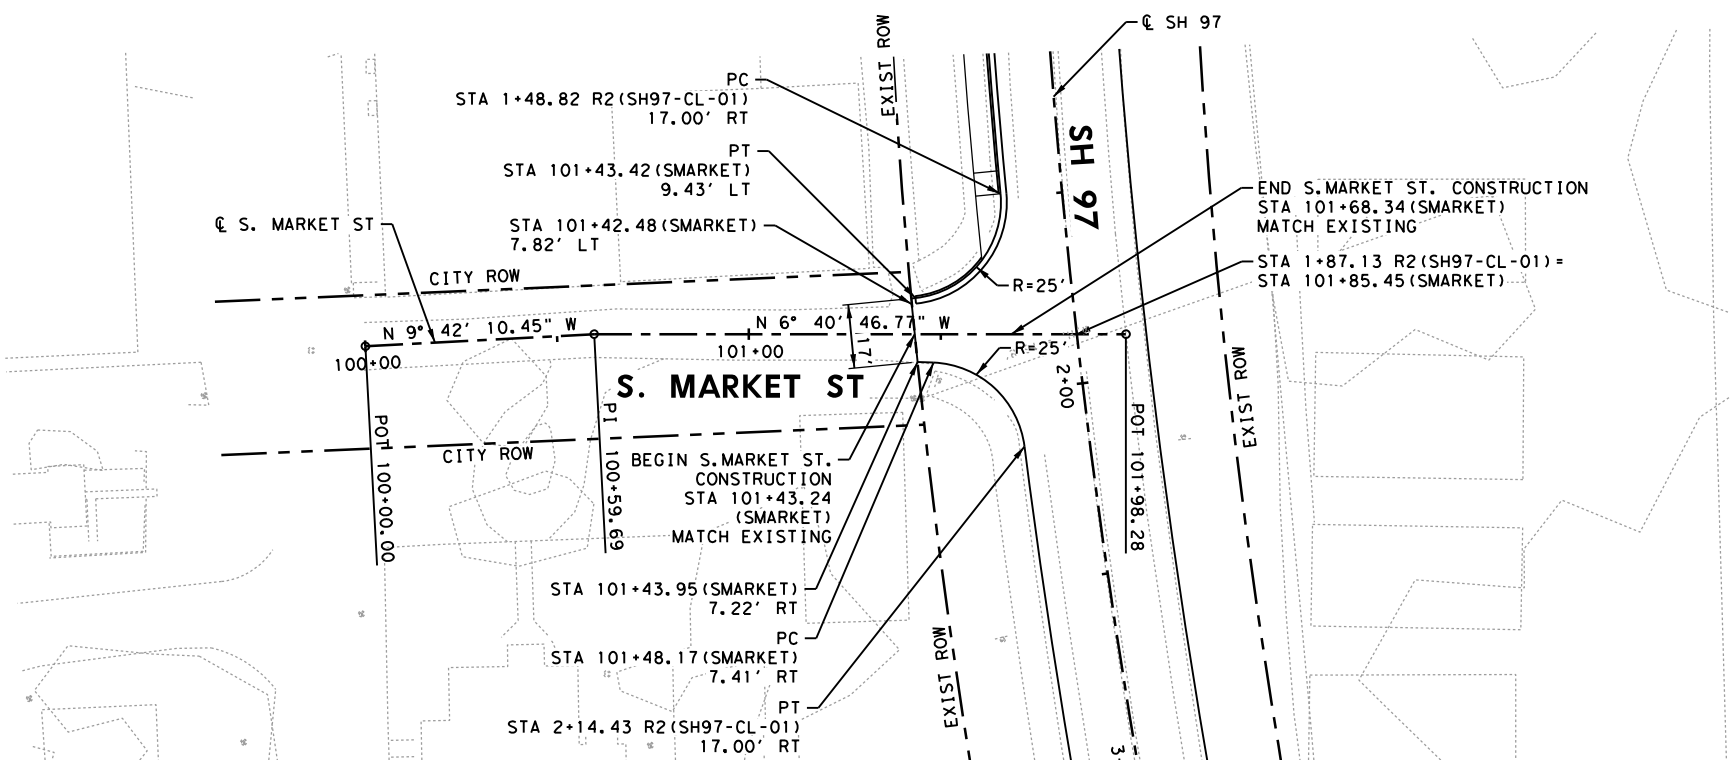 ℄ SH 97
EXIST ROW
PC
STA 1+48.82 R2(SH97-CL-01)
17.00' RT
PT
STA 101+43.42(SMARKET)
9.43' LT
SH 97
END S.MARKET ST. CONSTRUCTION
STA 101+68.34(SMARKET)
MATCH EXISTING
℄ S. MARKET ST
STA 101+42.48(SMARKET)
7.82' LT
STA 1+87.13 R2(SH97-CL-01)=
STA 101+85.45(SMARKET)
CITY ROW
R=25'
N 9° 42' 10.45" W
N 6° 40' 46.77" W
17'
R=25'
100+00
101+00
S. MARKET ST
2+00
EXIST ROW
POT 100+00.00
PI 100+59.69
POT 101+98.28
CITY ROW
BEGIN S.MARKET ST.
CONSTRUCTION
STA 101+43.24
(SMARKET)
MATCH EXISTING
STA 101+43.95(SMARKET)
7.22' RT
PC
STA 101+48.17(SMARKET)
7.41' RT
EXIST ROW
PT
STA 2+14.43 R2(SH97-CL-01)
17.00' RT